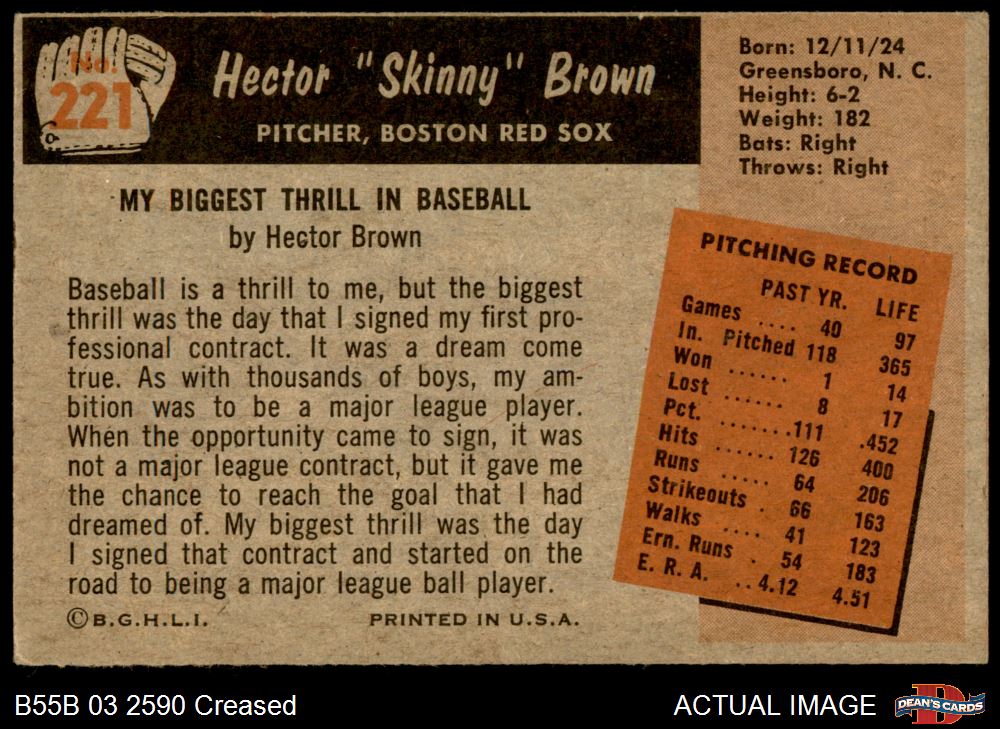 No.
221
Hector "Skinny" Brown
PITCHER, BOSTON RED SOX
Born: 12/11/24
Greensboro, N. C.
Height: 6-2
Weight: 182
Bats: Right
Throws: Right
MY BIGGEST THRILL IN BASEBALL
by Hector Brown
Baseball is a thrill to me, but the biggest
thrill was the day that I signed my first pro-
fessional contract. It was a dream come
true. As with thousands of boys, my am-
bition was to be a major league player.
When the opportunity came to sign, it was
not a major league contract, but it gave me
the chance to reach the goal that I had
dreamed of. My biggest thrill was the day
I signed that contract and started on the
road to being a major league ball player.
©B.G.H.L.I. PRINTED IN U.S.A.
PITCHING RECORD
PAST YR. LIFE
Games .... 40 97
In. Pitched 118 365
Won ...... 1 14
Lost ...... 8 17
Pct. .......111 .452
Hits ...... 126 400
Runs ..... 64 206
Strikeouts . 66 163
Walks .... 41 123
Ern. Runs . 54 183
E. R. A. ..4.12 4.51
B55B 03 2590 Creased
ACTUAL IMAGE
D
DEAN'S CARDS